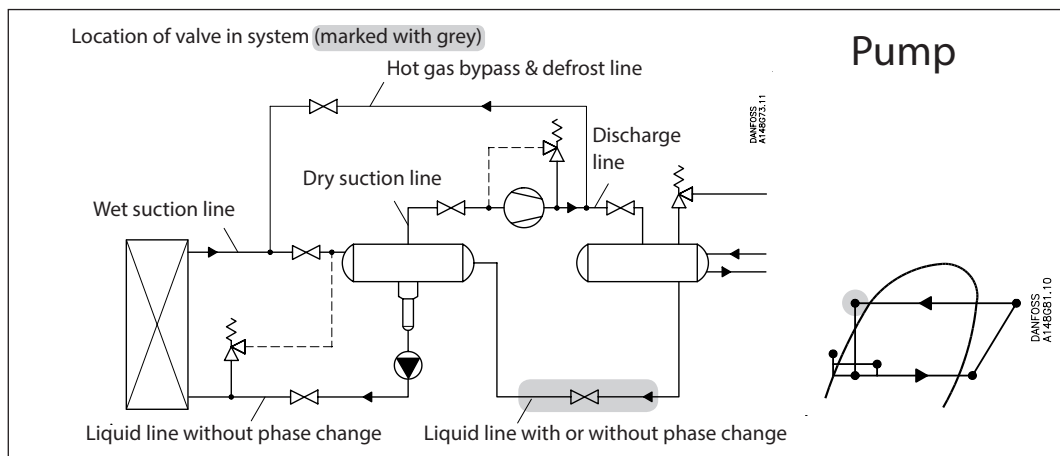 Location of valve in system (marked with grey)
Pump
Hot gas bypass & defrost line
DANFOSS
A148G73.11
Discharge
line
Dry suction line
Wet suction line
DANFOSS
A148G81.10
Liquid line without phase change
Liquid line with or without phase change